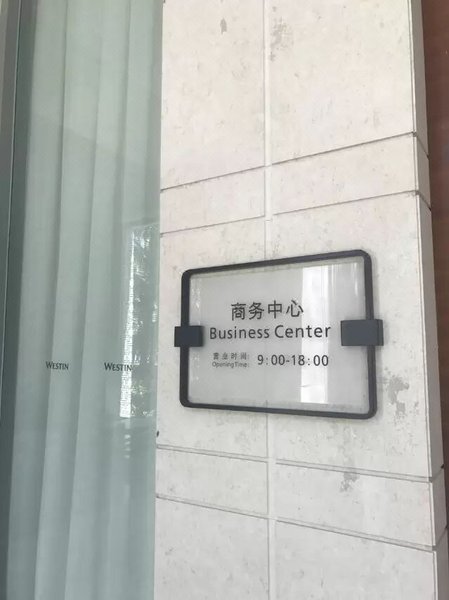 WESTIN
WESTIN
商务中心
Business Center
营业时间: 9:00-18:00
Opening Time: